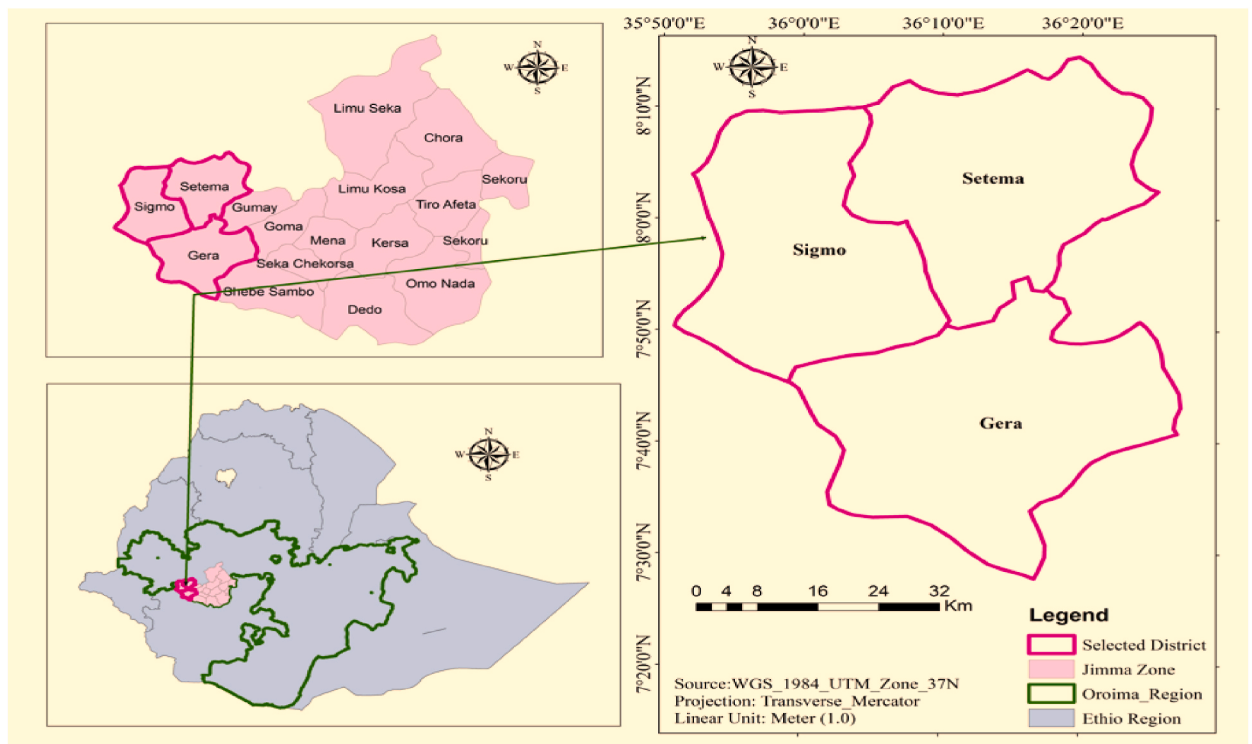 N
W E
S
Limu Seka
Chora
Setema
Limu Kosa
Sekoru
Sigmo
Gumay
Tiro Afeta
Goma
Mena
Kersa
Sekoru
Gera
Seka Chekorsa
Shebe Sambo
Omo Nada
Dedo
N
W E
S
35°50'0"E 36°0'0"E 36°10'0"E 36°20'0"E
N
W E
S
8°10'0"N
8°0'0"N
7°50'0"N
7°40'0"N
7°30'0"N
7°20'0"N
Setema
Sigmo
Gera
0 4 8 16 24 32
Km
Source:WGS_1984_UTM_Zone_37N
Projection: Transverse_Mercator
Linear Unit: Meter (1.0)
Legend
Selected District
Jimma Zone
Oroima_Region
Ethio Region